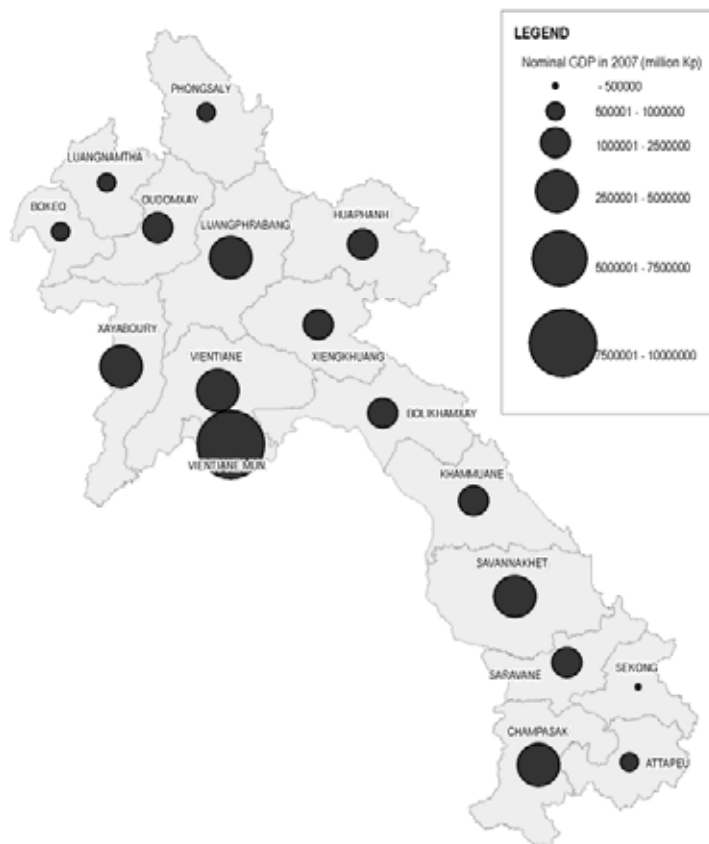 LEGEND
Nominal GDP in 2007 (million Kp)
- 500000
500001 - 1000000
1000001 - 2500000
2500001 - 5000000
5000001 - 7500000
7500001 - 10000000
PHONGSALY
LUANGNAMTHA
BOKEO
OUDOMXAY
LUANGPHRABANG
HUAPHANH
XAYABOURY
VIENTIANE
XIENGKHUANG
BOLIKHAMXAY
VIENTIANE MUN.
KHAMMUANE
SAVANNAKHET
SARAVANE
SEKONG
CHAMPASAK
ATTAPEU